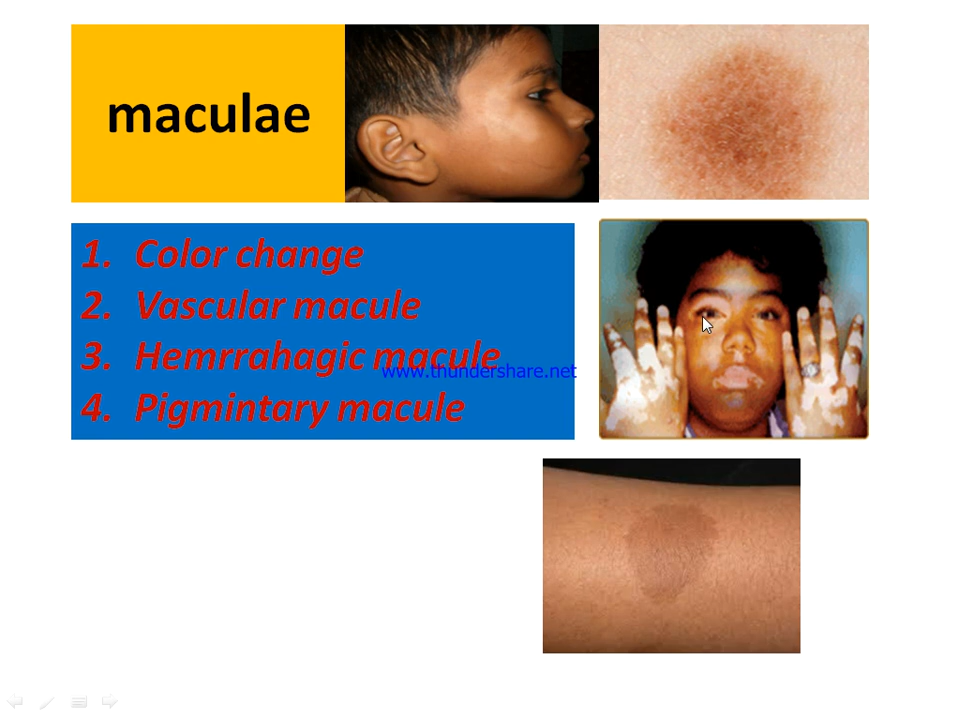 maculae
1. Color change
2. Vascular macule
3. Hemrrahagic macule
www.thundershare.net
4. Pigmintary macule